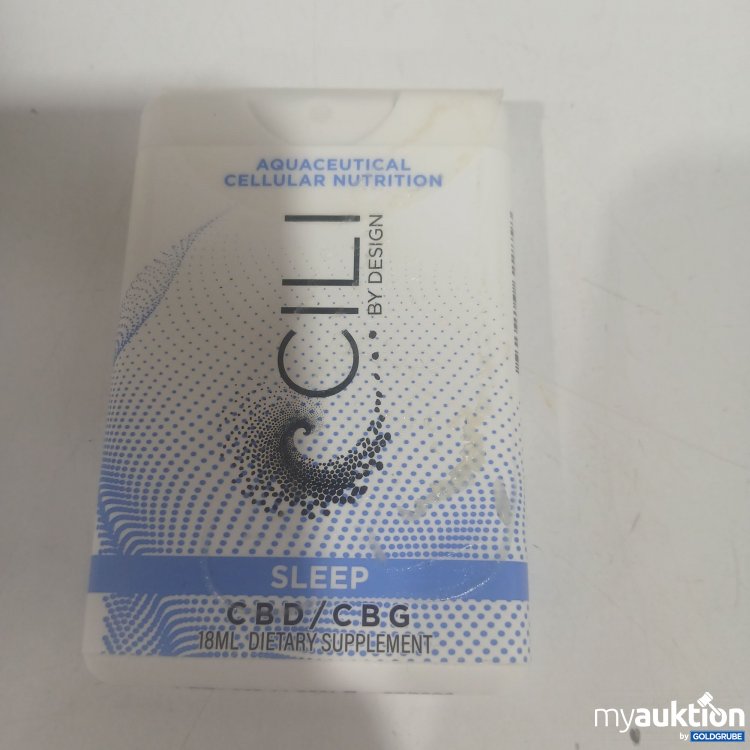 AQUACEUTICAL
CELLULAR NUTRITION
CILI
BY DESIGN
SLEEP
CBD/CBG
18ML DIETARY SUPPLEMENT
myauktion
by GOLDGRUBE